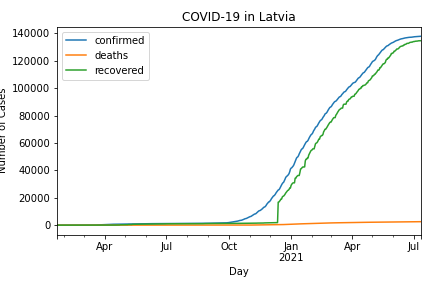 COVID-19 in Latvia
140000
120000
100000
80000
60000
40000
20000
0
Number of Cases
confirmed
deaths
recovered
Apr
Jul
Oct
Jan
2021
Apr
Jul
Day